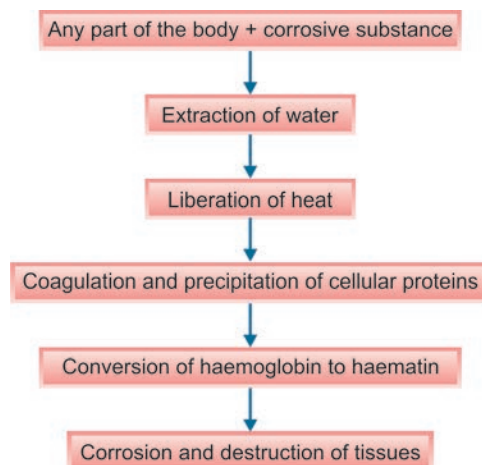 Any part of the body + corrosive substance
Extraction of water
Liberation of heat
Coagulation and precipitation of cellular proteins
Conversion of haemoglobin to haematin
Corrosion and destruction of tissues